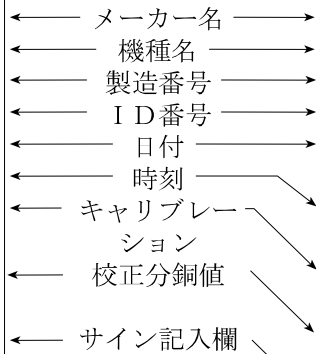 メーカー名
機種名
製造番号
ＩＤ番号
日付
時刻
キャリブレー
ション
校正分銅値
サイン記入欄